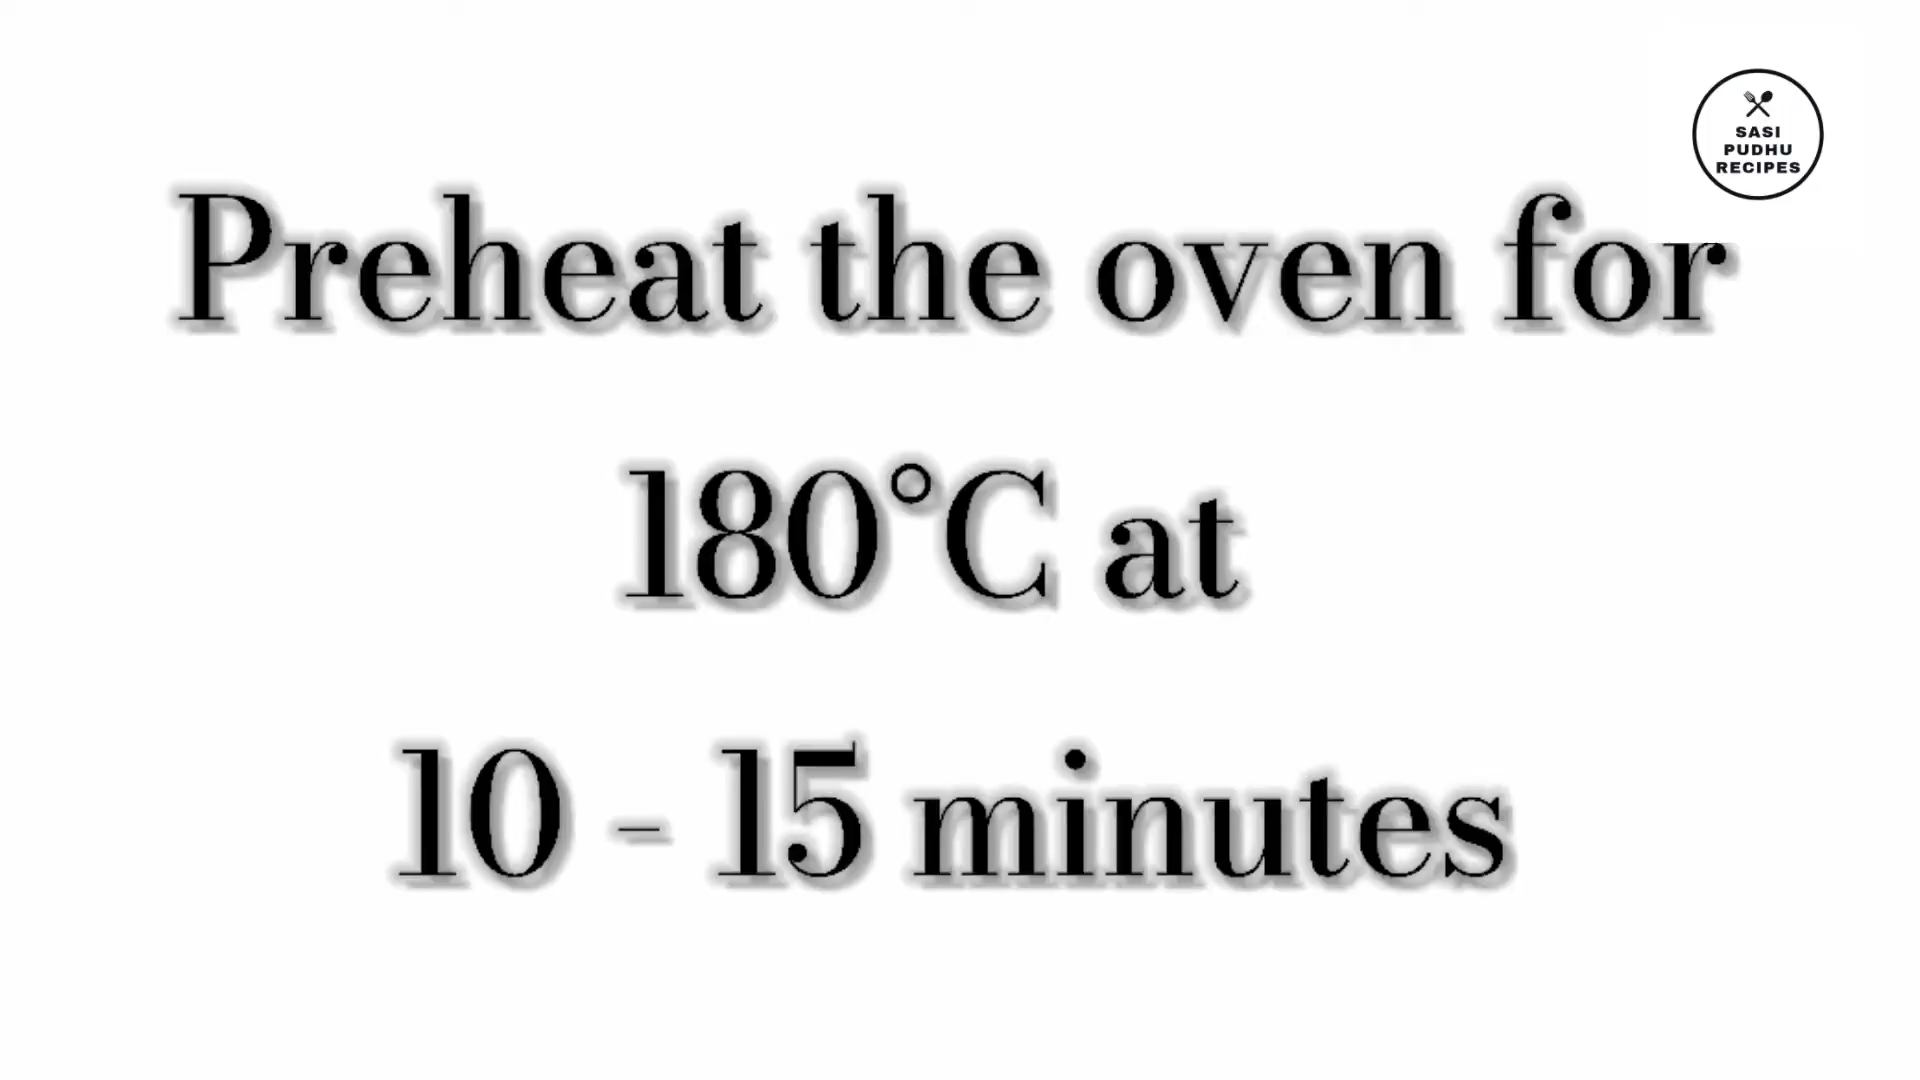 SASI
PUDHU
RECIPES
Preheat the oven for
180°C at
10 - 15 minutes